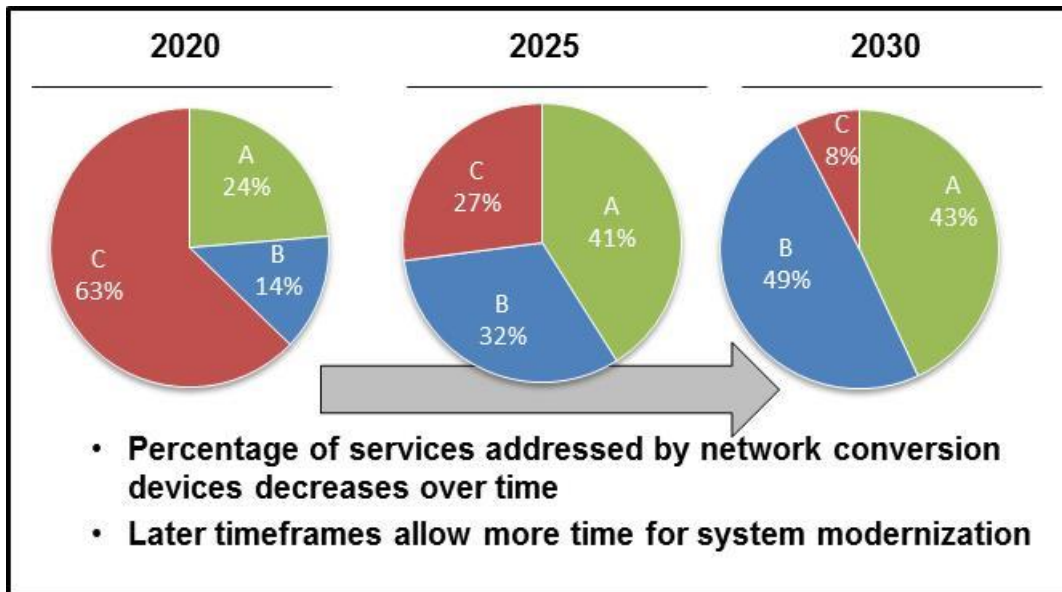 2020
2025
2030
A
24%
B
14%
C
63%
A
41%
B
32%
C
27%
A
43%
B
49%
C
8%
• Percentage of services addressed by network conversion
devices decreases over time
• Later timeframes allow more time for system modernization